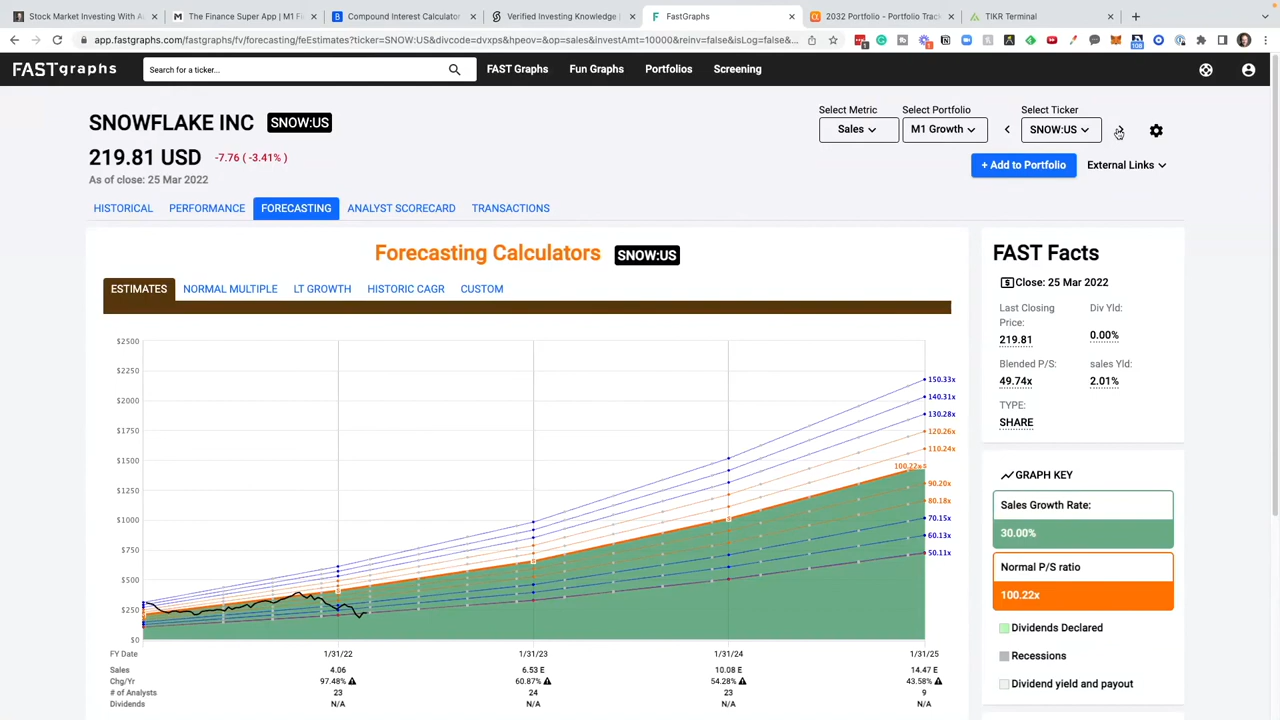 Stock Market Investing With A
The Finance Super App | M1 Fi
Compound Interest Calculator
Verified Investing Knowledge |
FastGraphs
2032 Portfolio - Portfolio Track
TIKR Terminal
app.fastgraphs.com/fastgraphs/fv/forecasting/feEstimates?ticker=SNOW:US&divcode=dvxps&hpeov=&op=sales&investAmt=10000&reinv=false&isLog=false&...
FASTgraphs
Search for a ticker...
FAST Graphs
Fun Graphs
Portfolios
Screening
SNOWFLAKE INC SNOW:US
219.81 USD -7.76 ( -3.41% )
As of close: 25 Mar 2022
Select Metric
Select Portfolio
Select Ticker
Sales
M1 Growth
SNOW:US
+ Add to Portfolio
External Links
HISTORICAL
PERFORMANCE
FORECASTING
ANALYST SCORECARD
TRANSACTIONS
Forecasting Calculators SNOW:US
ESTIMATES
NORMAL MULTIPLE
LT GROWTH
HISTORIC CAGR
CUSTOM
$2500
$2250
$2000
$1750
$1500
$1250
$1000
$750
$500
$250
$0
150.33x
140.31x
130.28x
120.26x
110.24x
100.22x
90.20x
80.18x
70.15x
60.13x
50.11x
FY Date 1/31/22 1/31/23 1/31/24 1/31/25
Sales 4.06 6.53 E 10.08 E 14.47 E
Chg/Yr 97.48% 60.87% 54.28% 43.58%
# of Analysts 23 24 23 9
Dividends N/A N/A N/A N/A
FAST Facts
Close: 25 Mar 2022
Last Closing Price:
219.81
Div Yld:
0.00%
Blended P/S:
49.74x
sales Yld:
2.01%
TYPE:
SHARE
GRAPH KEY
Sales Growth Rate:
30.00%
Normal P/S ratio
100.22x
Dividends Declared
Recessions
Dividend yield and payout